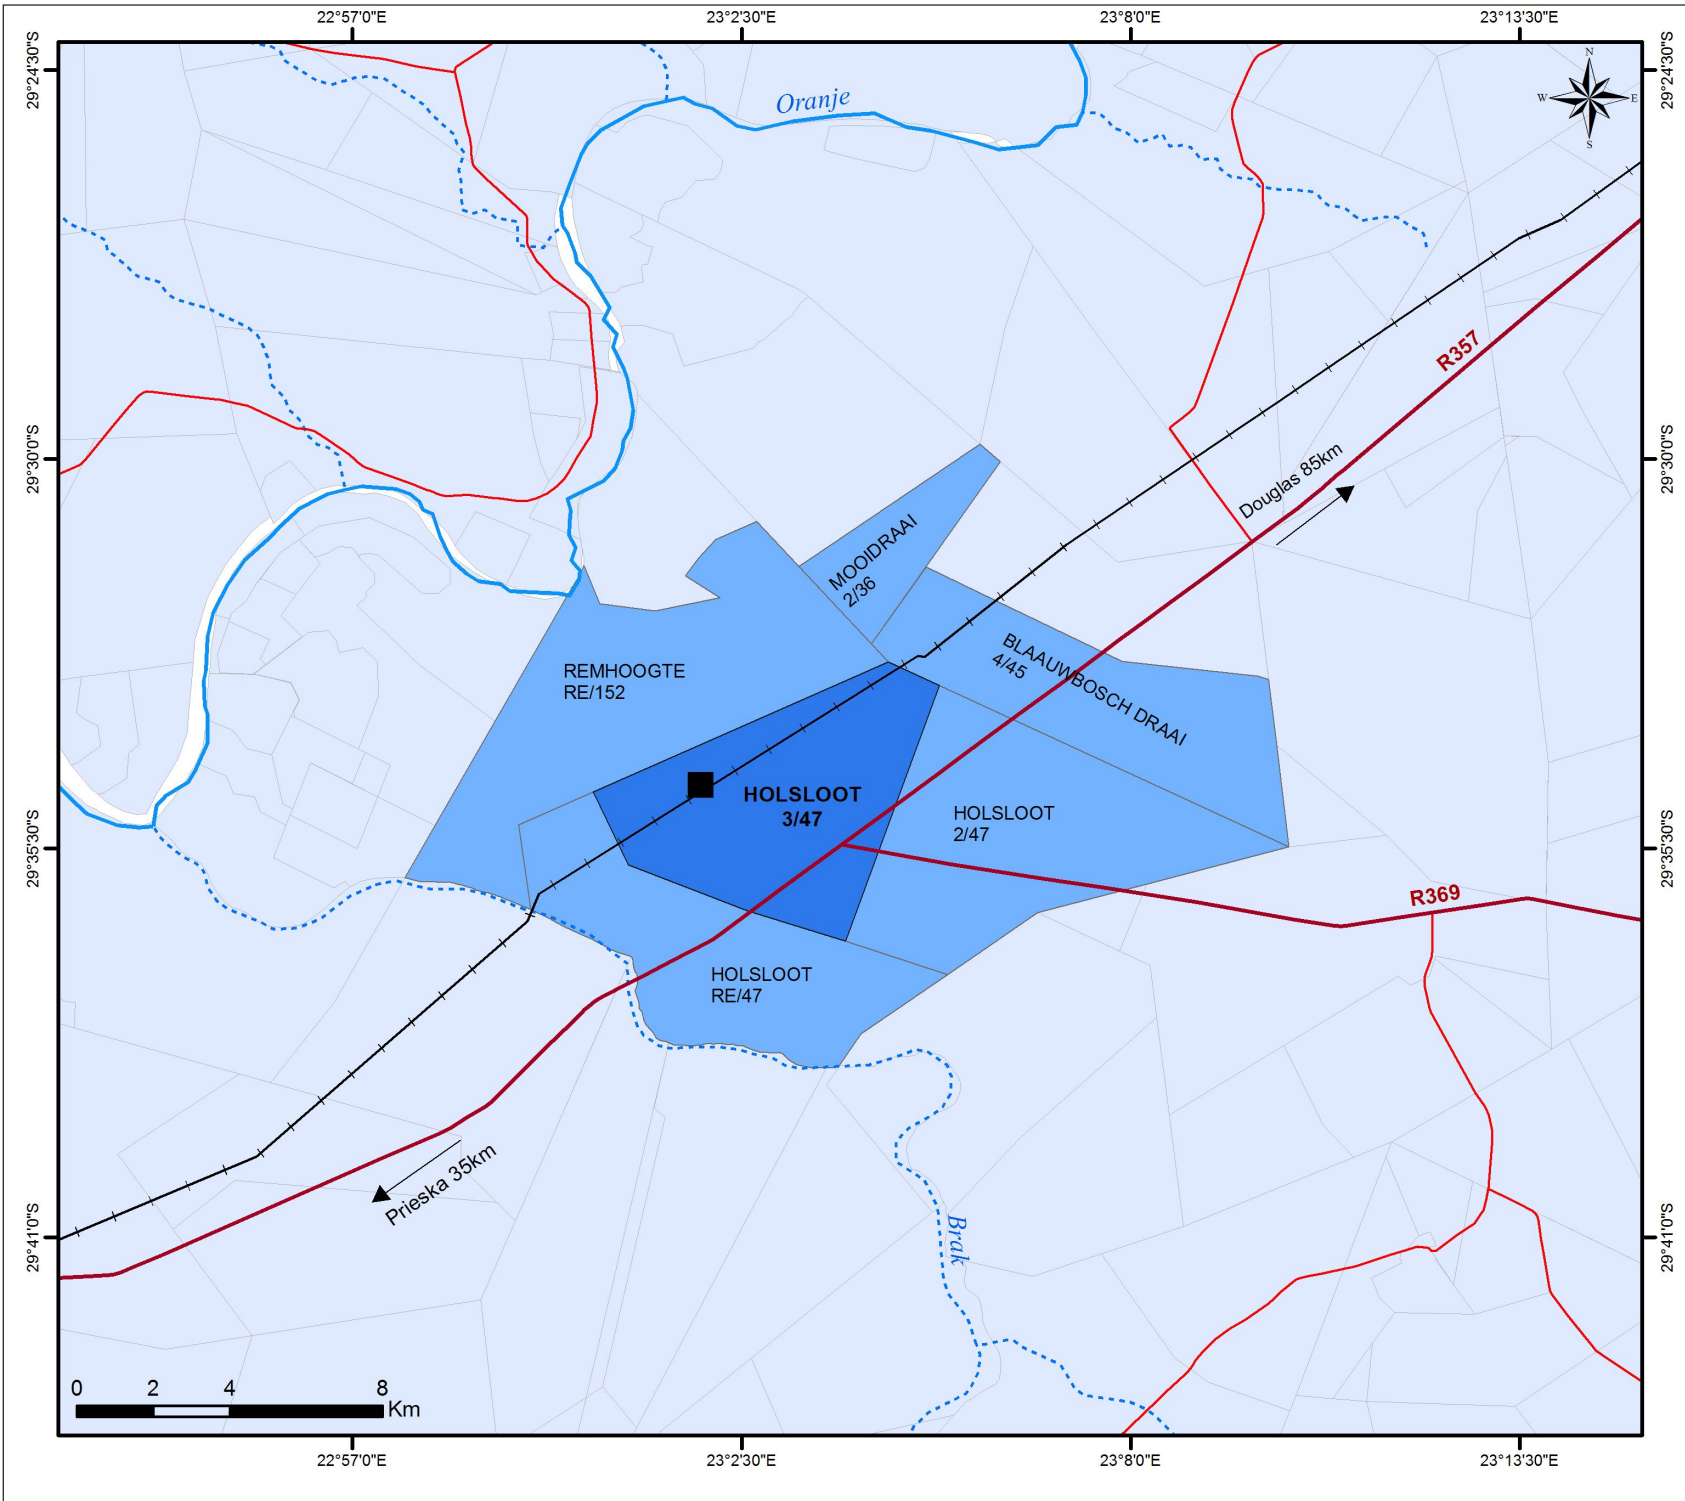 22°57'0"E
23°2'30"E
23°8'0"E
23°13'30"E
29°24'30"S
29°24'30"S
N
W
E
S
Oranje
R357
29°30'0"S
29°30'0"S
Douglas 85km
MOOIDRAAI
2/36
BLAAUWBOSCH DRAAI
4/45
REMHOOGTE
RE/152
HOLSLOOT
3/47
HOLSLOOT
2/47
29°35'30"S
29°35'30"S
R369
HOLSLOOT
RE/47
Prieska 35km
Brak
29°41'0"S
29°41'0"S
0 2 4 8
Km
22°57'0"E
23°2'30"E
23°8'0"E
23°13'30"E